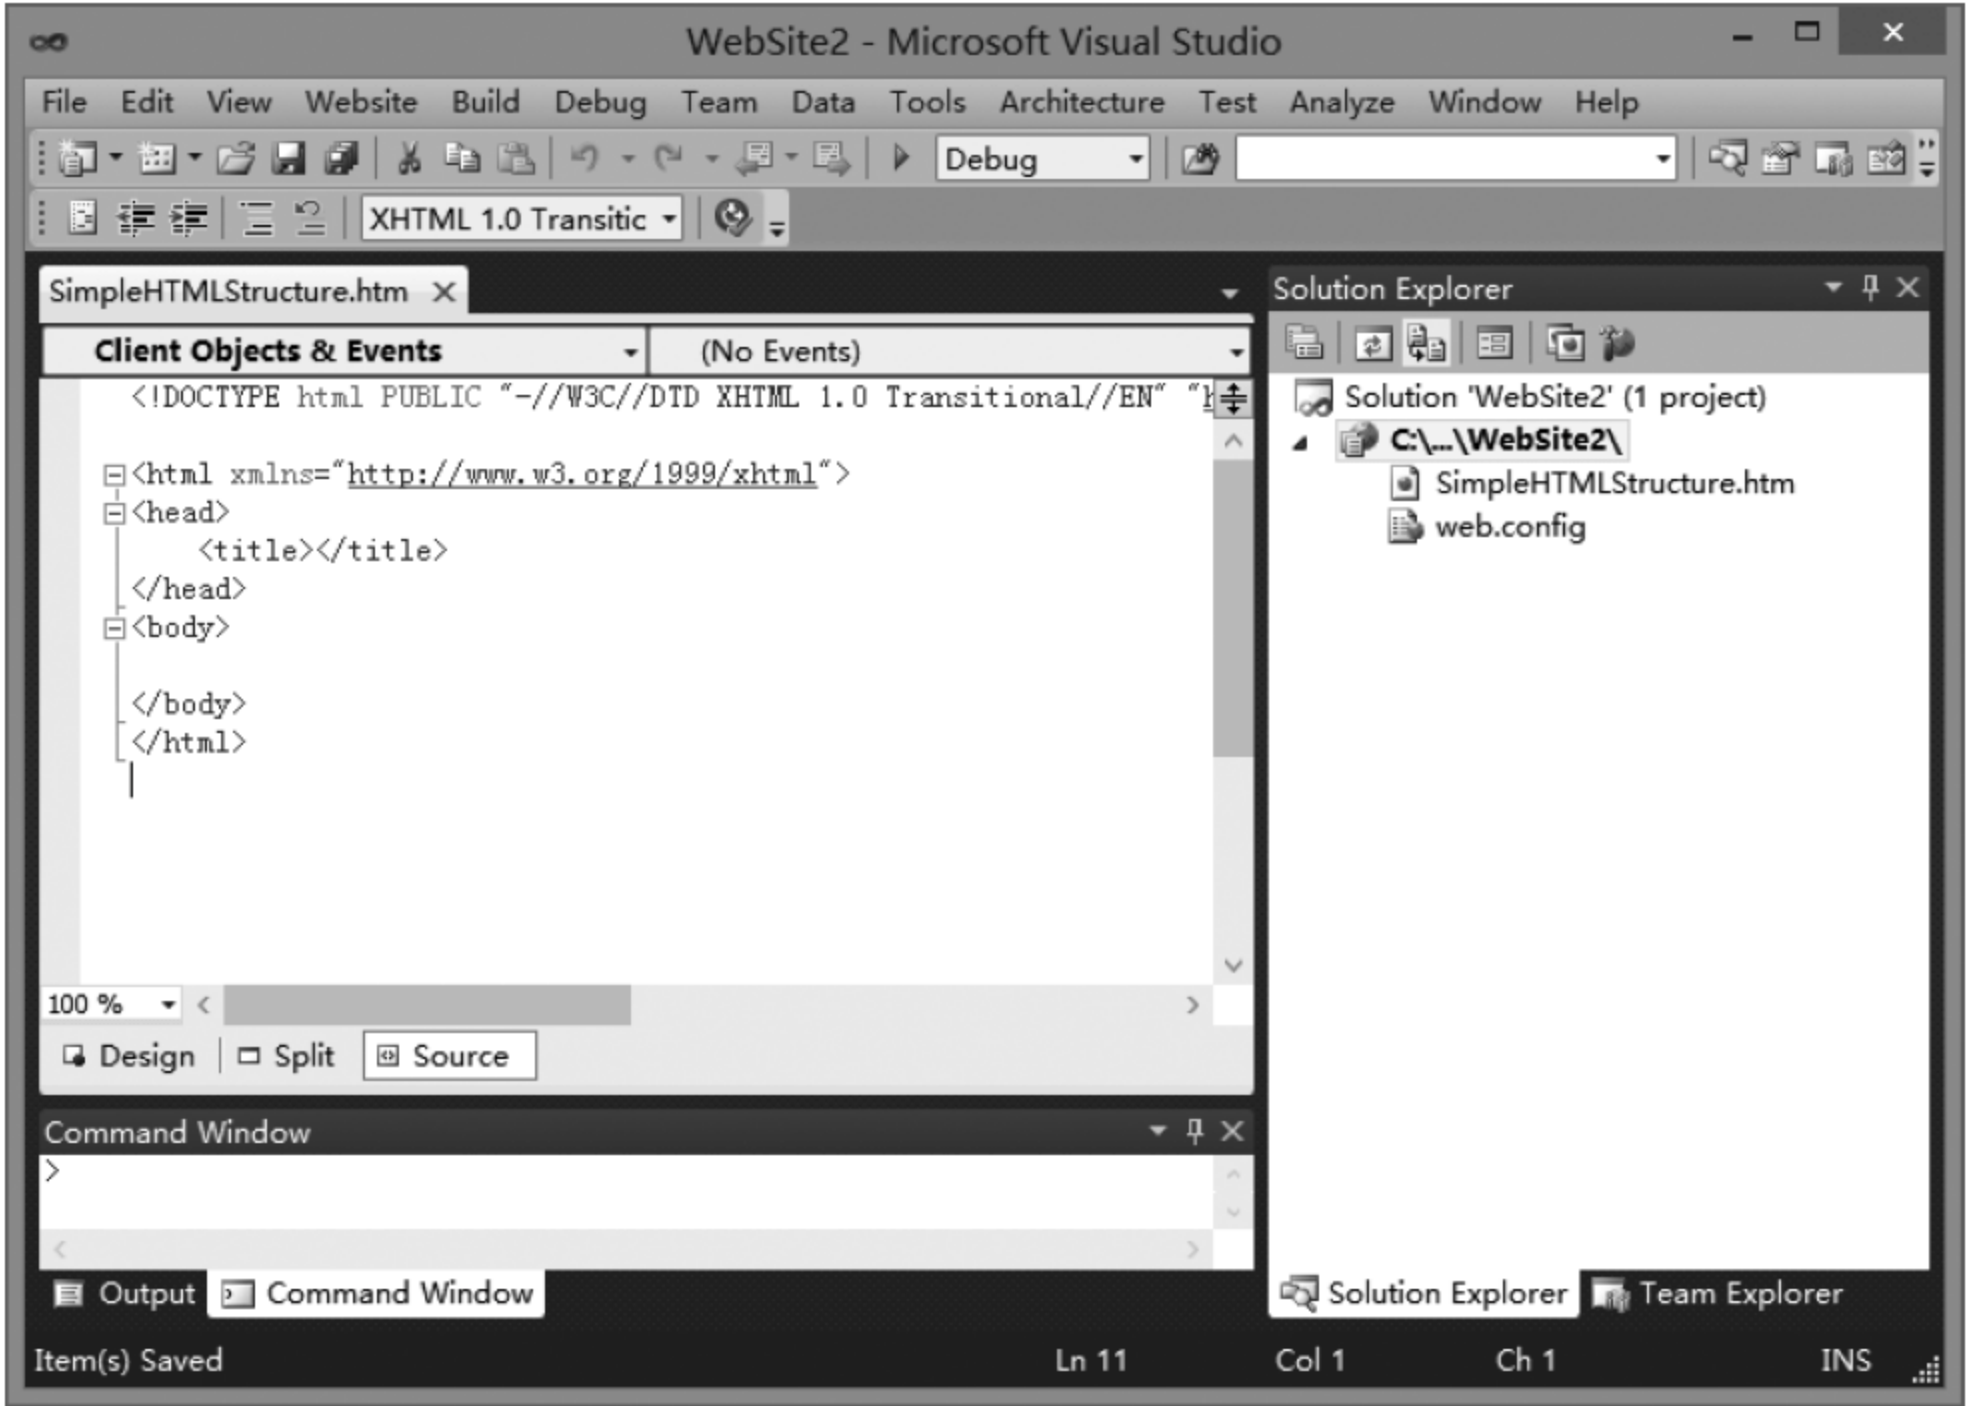 WebSite2 - Microsoft Visual Studio
File Edit View Website Build Debug Team Data Tools Architecture Test Analyze Window Help
Debug
XHTML 1.0 Transitic
SimpleHTMLStructure.htm
Client Objects & Events (No Events)
<!DOCTYPE html PUBLIC "-//W3C//DTD XHTML 1.0 Transitional//EN" "h
<html xmlns="http://www.w3.org/1999/xhtml">
<head>
<title></title>
</head>
<body>
</body>
</html>
100 %
Design Split Source
Command Window
>
Output Command Window
Solution Explorer
Solution 'WebSite2' (1 project)
C:\...\WebSite2\
SimpleHTMLStructure.htm
web.config
Solution Explorer Team Explorer
Item(s) Saved Ln 11 Col 1 Ch 1 INS